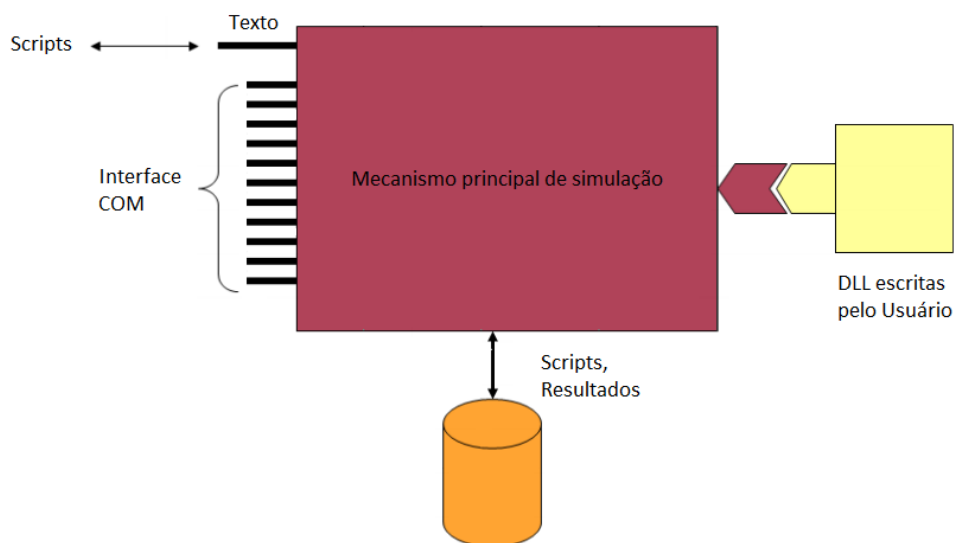 Texto
Scripts
Mecanismo principal de simulação
Interface
COM
DLL escritas
pelo Usuário
Scripts,
Resultados